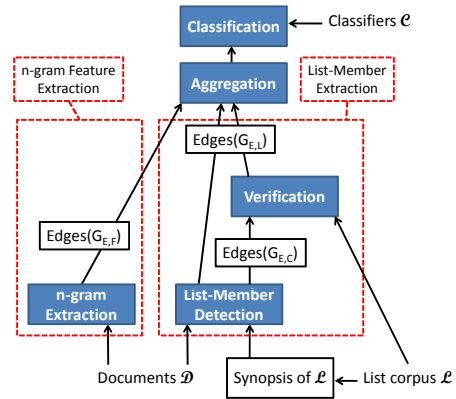 Classification
Classifiers 𝓒
n-gram Feature
Extraction
Aggregation
List-Member
Extraction
Edges(G_E,L)
Verification
Edges(G_E,F)
Edges(G_E,C)
n-gram
Extraction
List-Member
Detection
Documents 𝓓
Synopsis of 𝓛
List corpus 𝓛